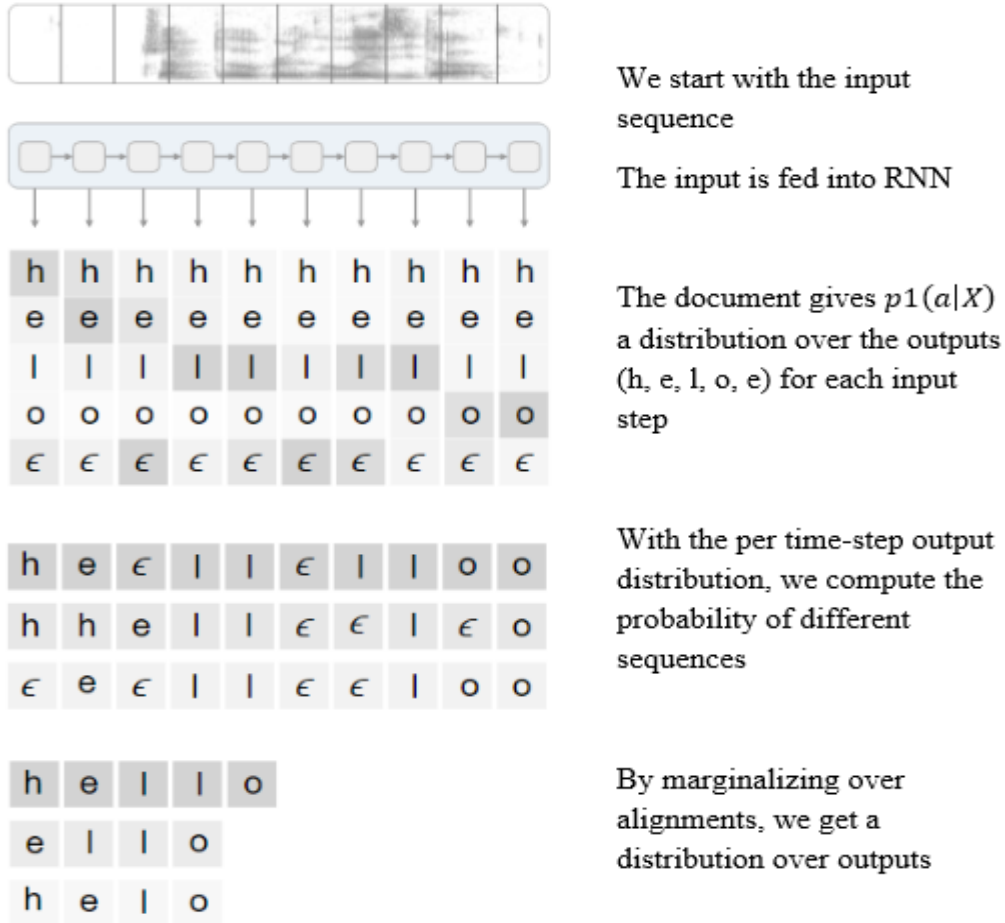 We start with the input
sequence
The input is fed into RNN
h h h h h h h h h h
e e e e e e e e e e
l l l l l l l l l l
o o o o o o o o o o
ϵ ϵ ϵ ϵ ϵ ϵ ϵ ϵ ϵ ϵ
The document gives p1(a|X)
a distribution over the outputs
(h, e, l, o, e) for each input
step
h e ϵ l l ϵ l l o o
h h e l l ϵ ϵ l ϵ o
ϵ e ϵ l l ϵ ϵ l o o
With the per time-step output
distribution, we compute the
probability of different
sequences
h e l l o
e l l o
h e l o
By marginalizing over
alignments, we get a
distribution over outputs